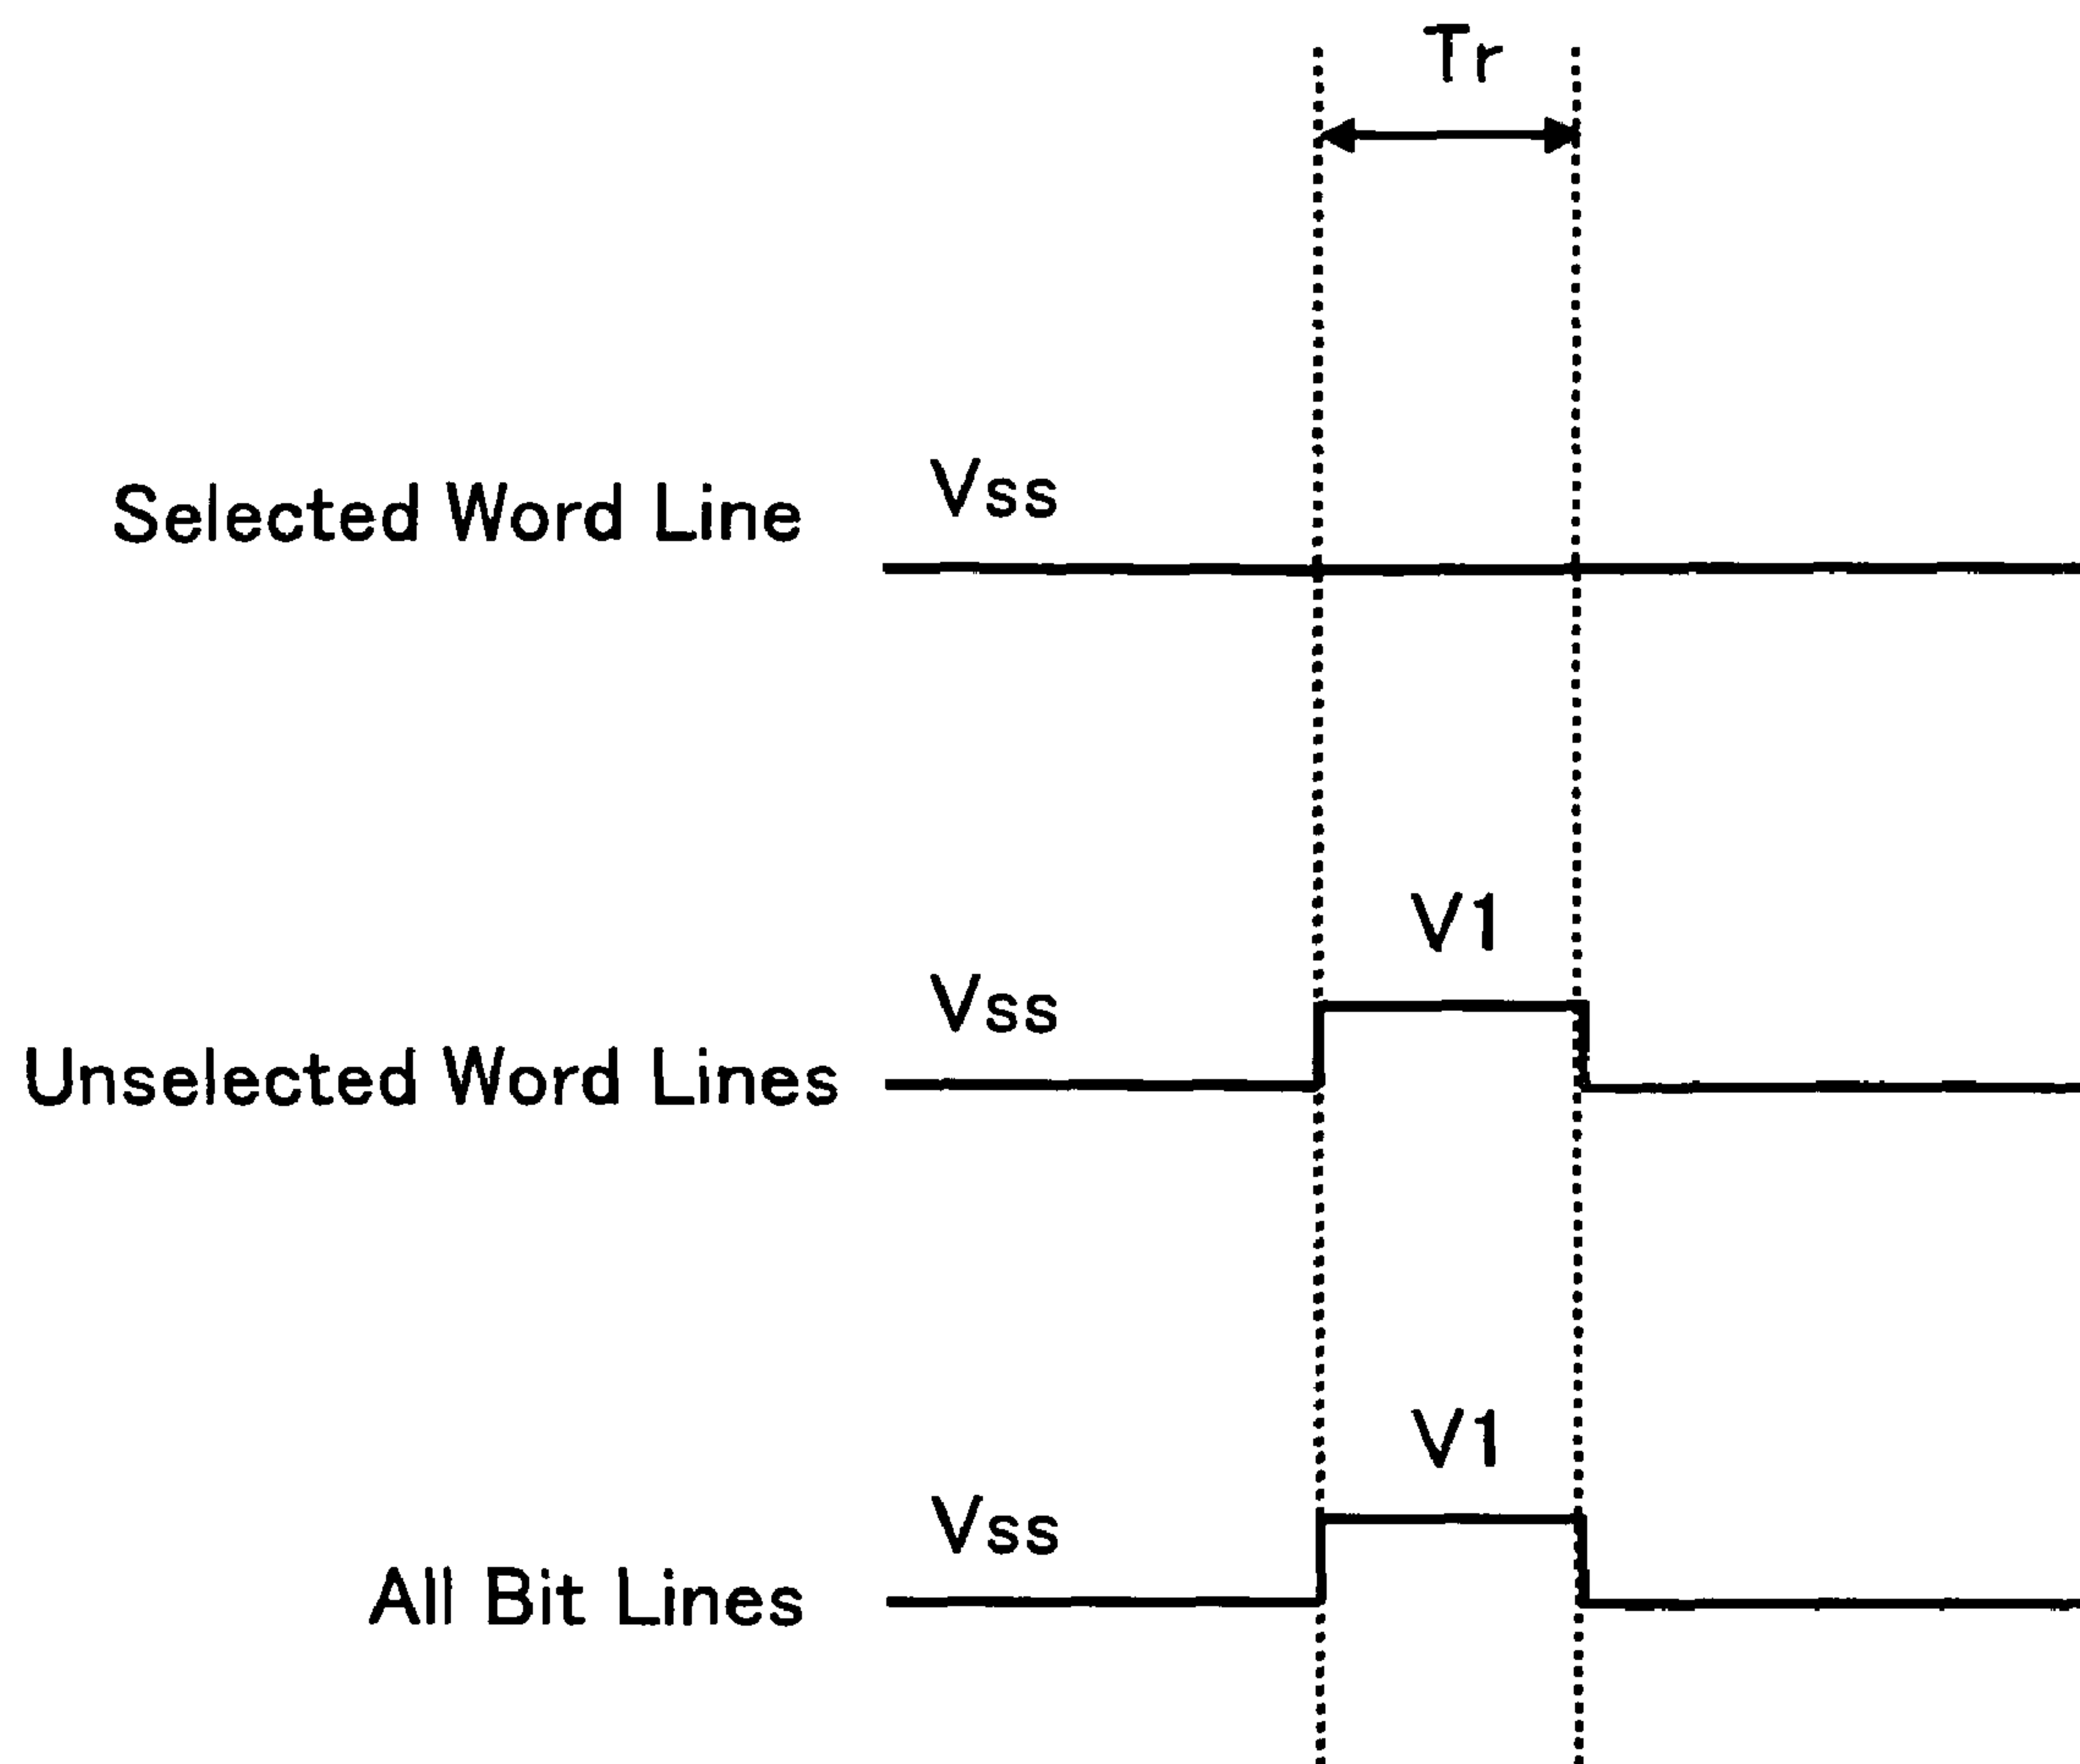 Tr
Selected Word Line
Vss
V1
Vss
Unselected Word Lines
V1
Vss
All Bit Lines